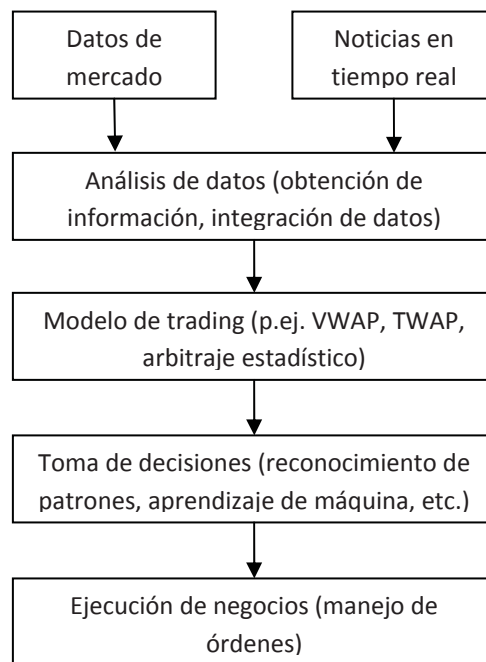 Datos de
mercado
Noticias en
tiempo real
Análisis de datos (obtención de
información, integración de datos)
Modelo de trading (p.ej. VWAP, TWAP,
arbitraje estadístico)
Toma de decisiones (reconocimiento de
patrones, aprendizaje de máquina, etc.)
Ejecución de negocios (manejo de
órdenes)